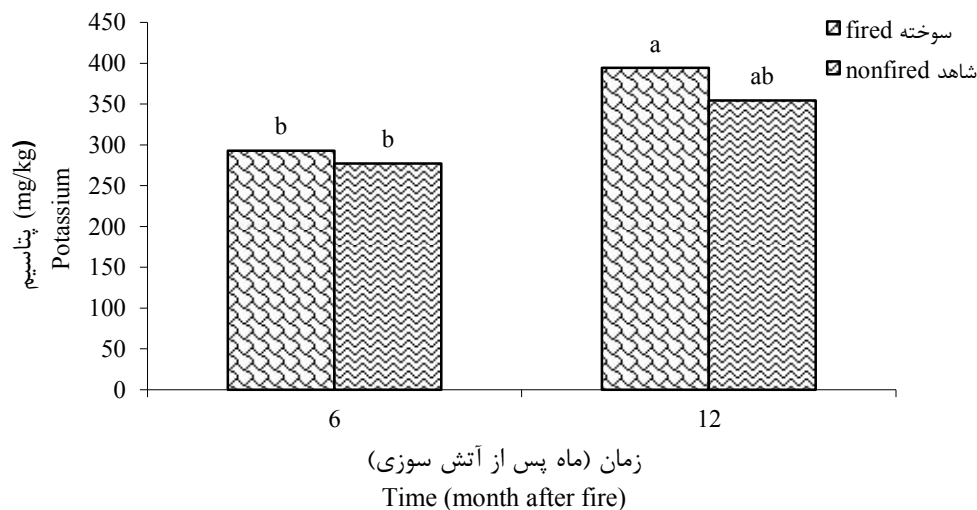 450
400
350
300
250
200
150
100
50
0
پتاسیم (mg/kg)
Potassium
b
b
a
ab
fired سوخته
nonfired شاهد
6
12
زمان (ماه پس از آتش سوزی)
Time (month after fire)